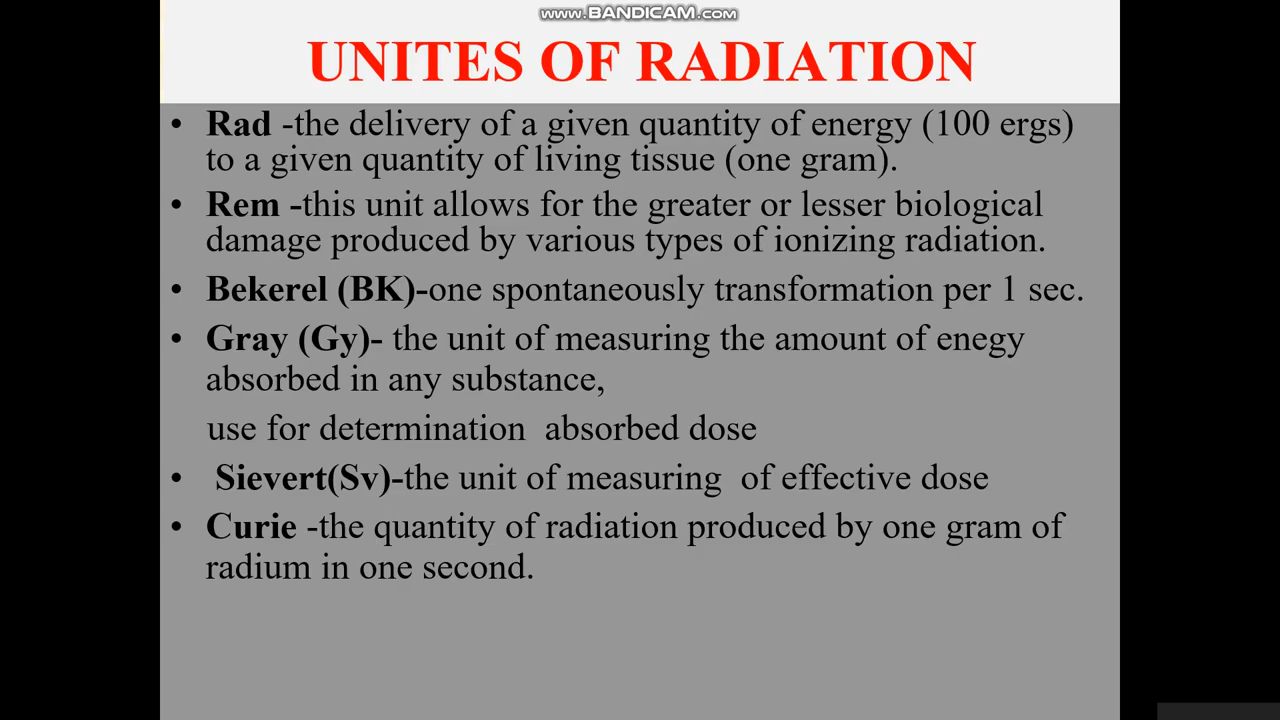 www.BANDICAM.com
UNITES OF RADIATION
• Rad -the delivery of a given quantity of energy (100 ergs)
to a given quantity of living tissue (one gram).
• Rem -this unit allows for the greater or lesser biological
damage produced by various types of ionizing radiation.
• Bekerel (BK)-one spontaneously transformation per 1 sec.
• Gray (Gy)- the unit of measuring the amount of enegy
absorbed in any substance,
use for determination  absorbed dose
• Sievert(Sv)-the unit of measuring  of effective dose
• Curie -the quantity of radiation produced by one gram of
radium in one second.